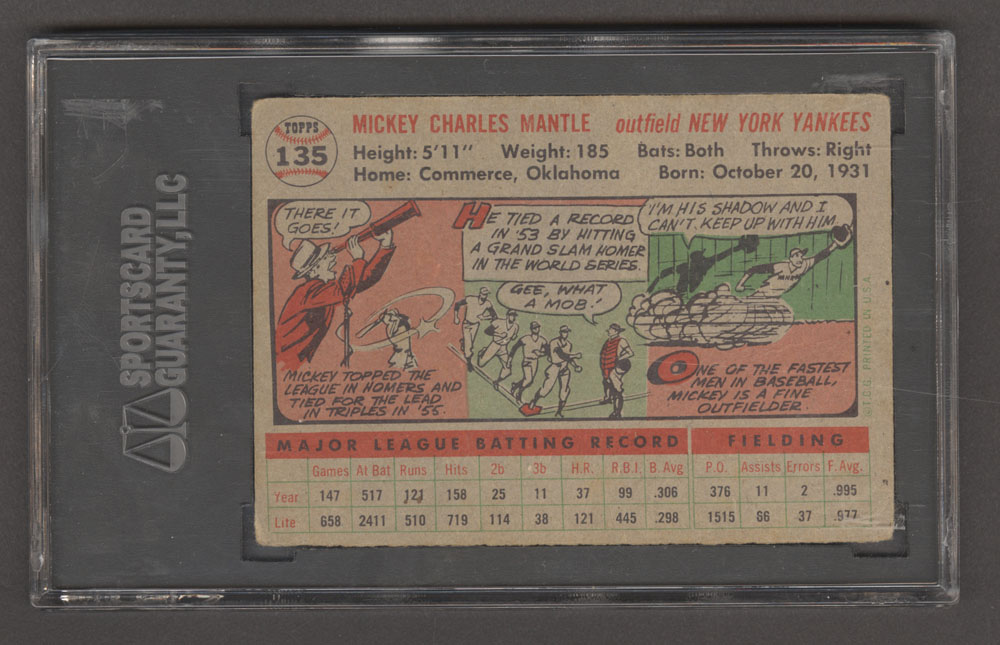 SPORTSCARD
GUARANTY,LLC
TOPPS
135
MICKEY CHARLES MANTLE outfield NEW YORK YANKEES
Height: 5'11" Weight: 185 Bats: Both Throws: Right
Home: Commerce, Oklahoma Born: October 20, 1931
THERE IT
GOES!
MICKEY TOPPED THE
LEAGUE IN HOMERS AND
TIED FOR THE LEAD
IN TRIPLES IN '55.
HE TIED A RECORD
IN '53 BY HITTING
A GRAND SLAM HOMER
IN THE WORLD SERIES.
GEE, WHAT
A MOB!
I'M HIS SHADOW AND I
CAN'T KEEP UP WITH HIM.
ONE OF THE FASTEST
MEN IN BASEBALL,
MICKEY IS A FINE
OUTFIELDER.
T.C.G. PRINTED IN U.S.A.
MAJOR LEAGUE BATTING RECORD FIELDING
Games At Bat Runs Hits 2b 3b H.R. R.B.I. B. Avg P.O. Assists Errors F. Avg.
Year 147 517 121 158 25 11 37 99 .306 376 11 2 .995
Life 658 2411 510 719 114 38 121 445 .298 1515 56 37 .977